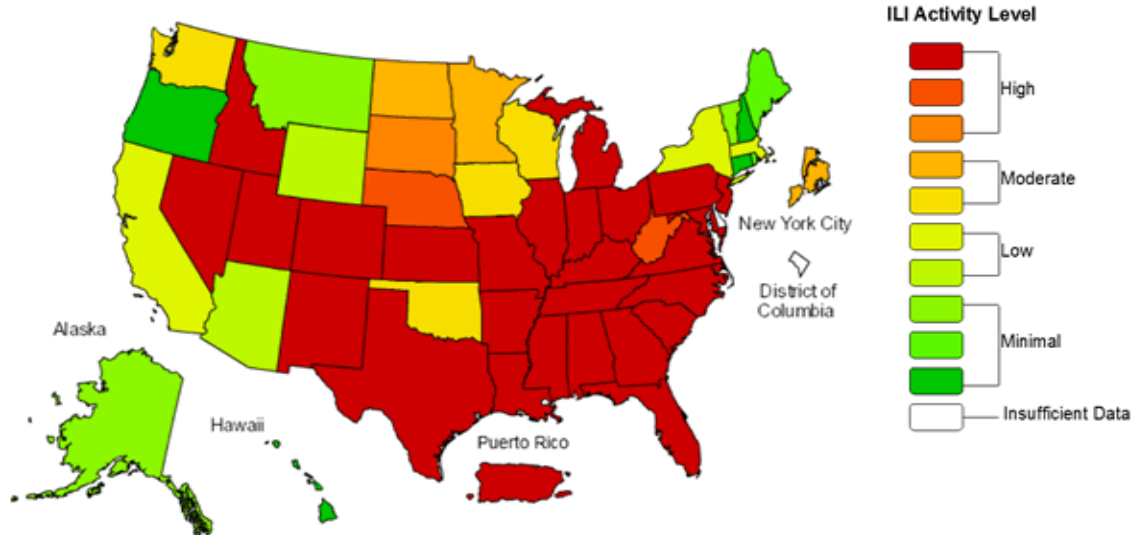 ILI Activity Level
High
Moderate
Low
Minimal
Insufficient Data
New York City
District of
Columbia
Alaska
Hawaii
Puerto Rico